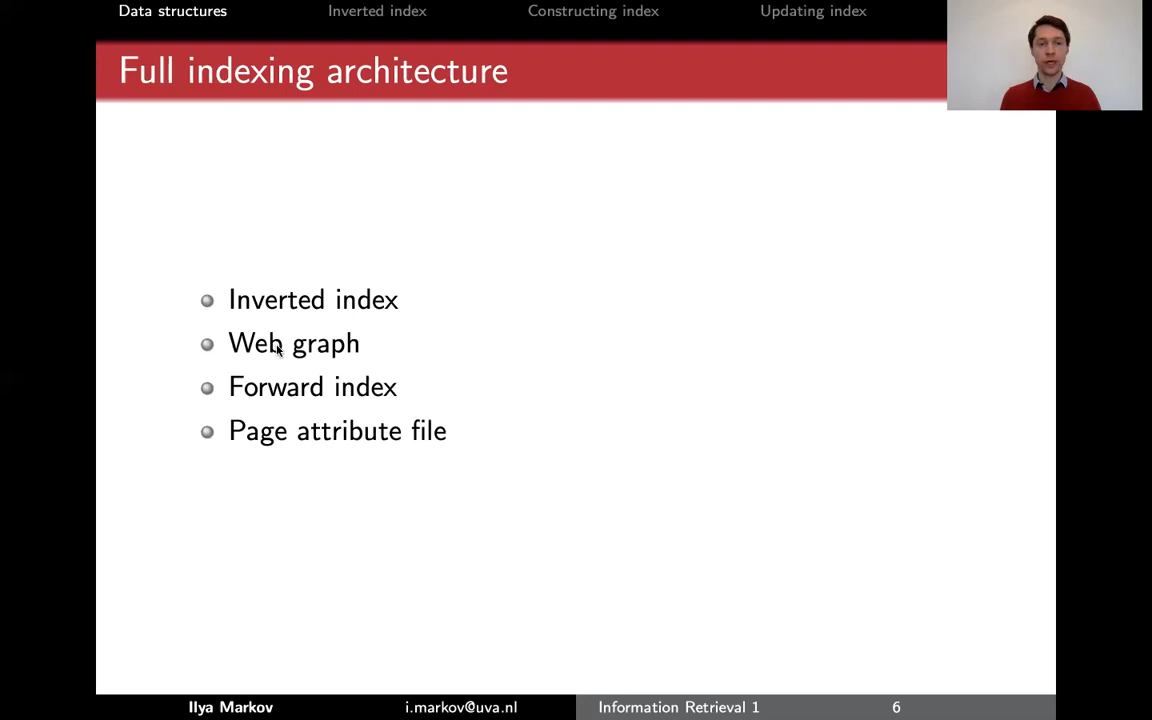 Data structures Inverted index Constructing index Updating index
Full indexing architecture
Inverted index
Web graph
Forward index
Page attribute file
Ilya Markov i.markov@uva.nl Information Retrieval 1 6